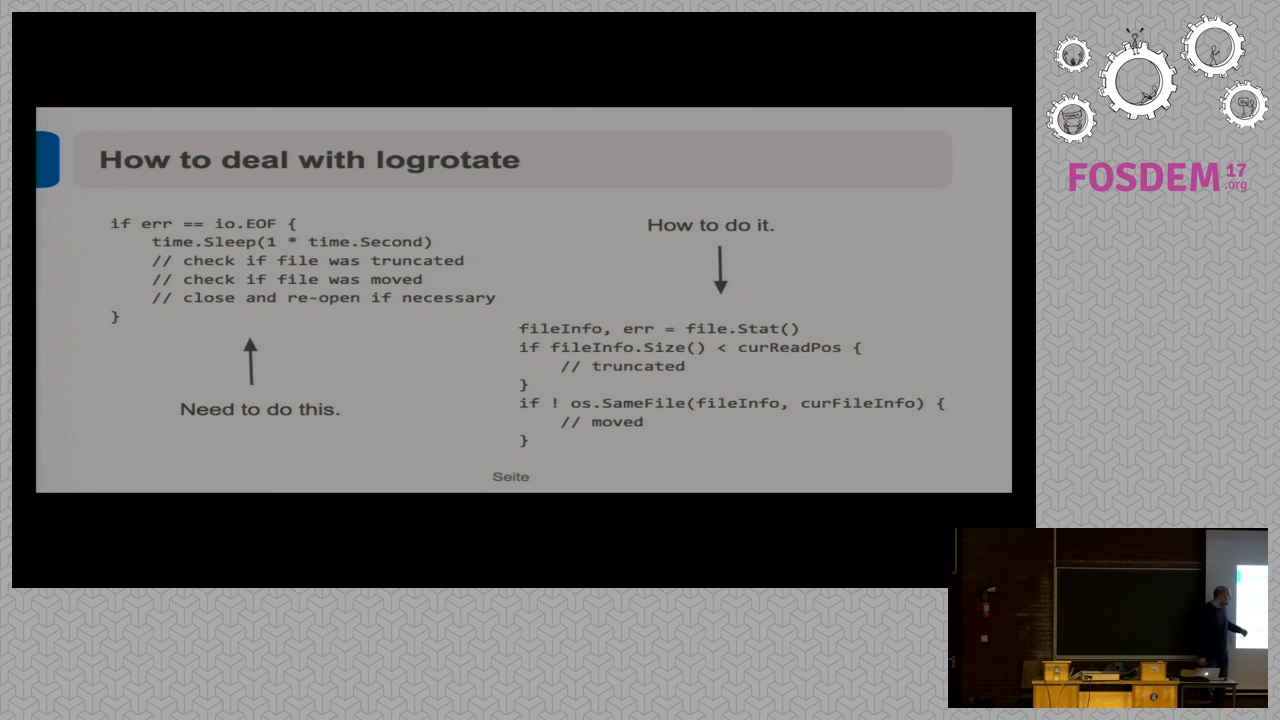 How to deal with logrotate
if err == io.EOF {
time.Sleep(1 * time.Second)
// check if file was truncated
// check if file was moved
// close and re-open if necessary
}
Need to do this.
How to do it.
fileInfo, err = file.Stat()
if fileInfo.Size() < curReadPos {
// truncated
}
if ! os.SameFile(fileInfo, curFileInfo) {
// moved
}
Seite
FOSDEM 17
.org